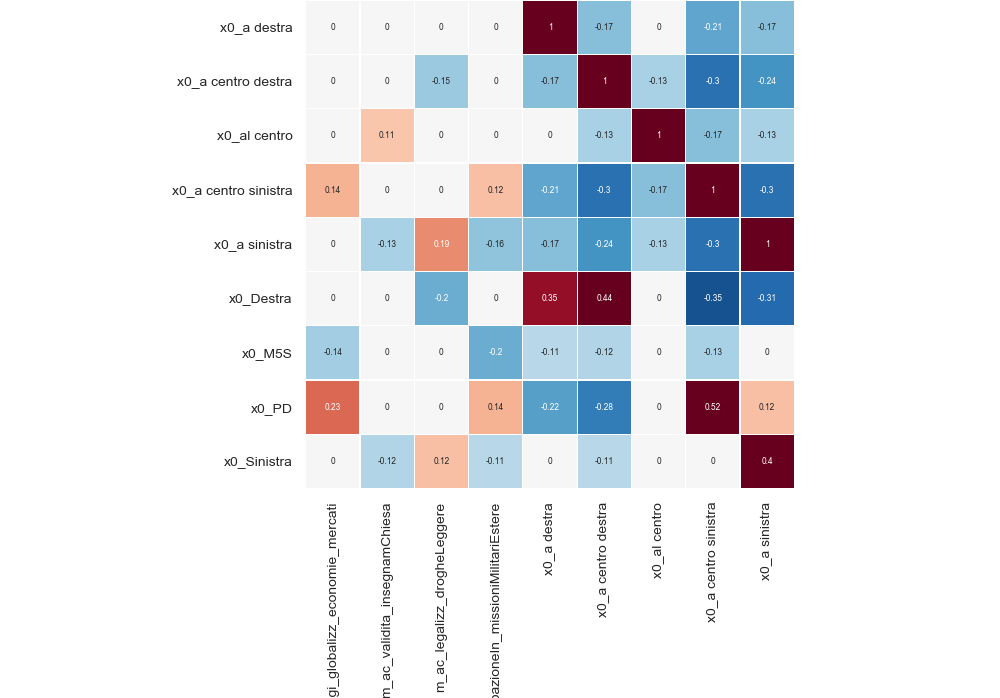 x0_a destra 0 0 0 0 1 -0.17 0 -0.21 -0.17
x0_a centro destra 0 0 -0.15 0 -0.17 1 -0.13 -0.3 -0.24
x0_al centro 0 0.11 0 0 0 -0.13 1 -0.17 -0.13
x0_a centro sinistra 0.14 0 0 0.12 -0.21 -0.3 -0.17 1 -0.3
x0_a sinistra 0 -0.13 0.19 -0.16 -0.17 -0.24 -0.13 -0.3 1
x0_Destra 0 0 -0.2 0 0.35 0.44 0 -0.35 -0.31
x0_M5S -0.14 0 0 -0.2 -0.11 -0.12 0 -0.13 0
x0_PD 0.23 0 0 0.14 -0.22 -0.28 0 0.52 0.12
x0_Sinistra 0 -0.12 0.12 -0.11 0 -0.11 0 0 0.4
gi_globalizz_economie_mercati
m_ac_validita_insegnamChiesa
m_ac_legalizz_drogheLeggere
pazioneIn_missioniMilitariEstere
x0_a destra
x0_a centro destra
x0_al centro
x0_a centro sinistra
x0_a sinistra